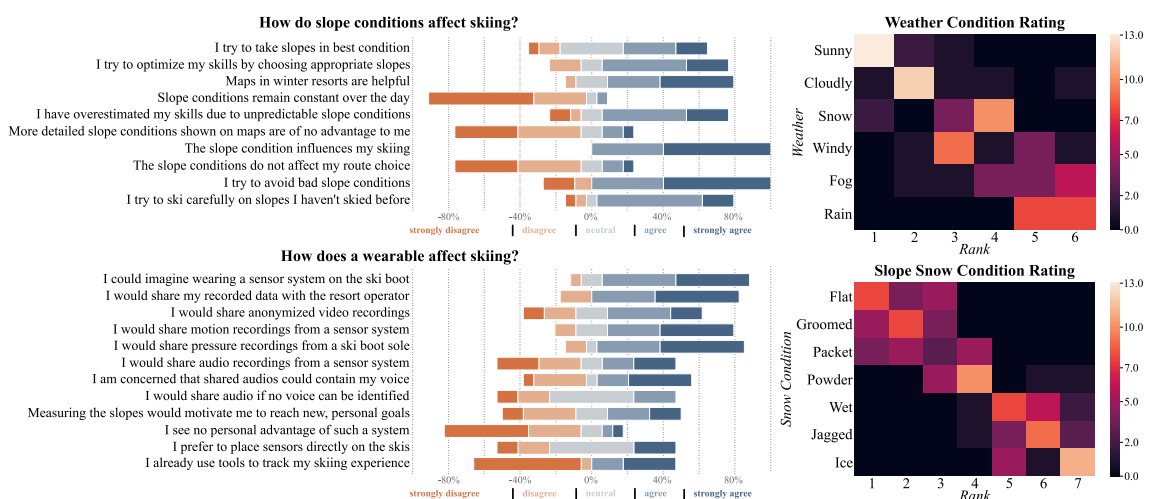 How do slope conditions affect skiing?
I try to take slopes in best condition
I try to optimize my skills by choosing appropriate slopes
Maps in winter resorts are helpful
Slope conditions remain constant over the day
I have overestimated my skills due to unpredictable slope conditions
More detailed slope conditions shown on maps are of no advantage to me
The slope condition influences my skiing
The slope conditions do not affect my route choice
I try to avoid bad slope conditions
I try to ski carefully on slopes I haven't skied before
-80% -40% 0% 40% 80%
strongly disagree disagree neutral agree strongly agree
How does a wearable affect skiing?
I could imagine wearing a sensor system on the ski boot
I would share my recorded data with the resort operator
I would share anonymized video recordings
I would share motion recordings from a sensor system
I would share pressure recordings from a ski boot sole
I would share audio recordings from a sensor system
I am concerned that shared audios could contain my voice
I would share audio if no voice can be identified
Measuring the slopes would motivate me to reach new, personal goals
I see no personal advantage of such a system
I prefer to place sensors directly on the skis
I already use tools to track my skiing experience
-80% -40% 0% 40% 80%
strongly disagree disagree neutral agree strongly agree
Weather Condition Rating
Weather
Sunny
Cloudly
Snow
Windy
Fog
Rain
1 2 3 4 5 6
Rank
13.0
10.0
7.0
5.0
2.0
0.0
Slope Snow Condition Rating
Snow Condition
Flat
Groomed
Packet
Powder
Wet
Jagged
Ice
1 2 3 4 5 6 7
Rank
13.0
10.0
7.0
5.0
2.0
0.0